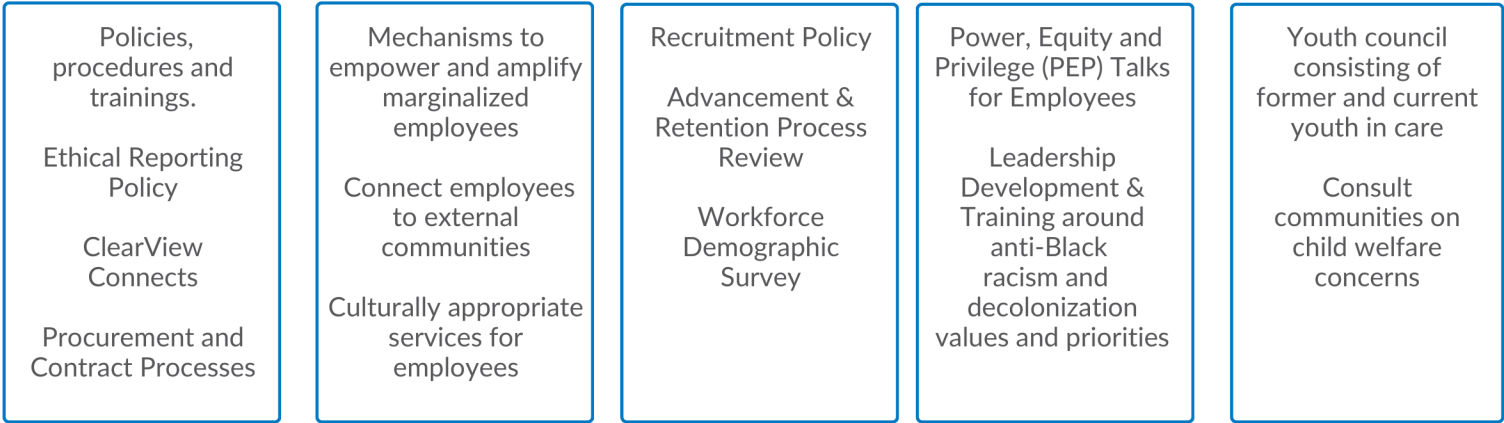 Policies,
procedures and
trainings.
Ethical Reporting
Policy
ClearView
Connects
Procurement and
Contract Processes
Mechanisms to
empower and amplify
marginalized
employees
Connect employees
to external
communities
Culturally appropriate
services for
employees
Recruitment Policy
Advancement &
Retention Process
Review
Workforce
Demographic
Survey
Power, Equity and
Privilege (PEP) Talks
for Employees
Leadership
Development &
Training around
anti-Black
racism and
decolonization
values and priorities
Youth council
consisting of
former and current
youth in care
Consult
communities on
child welfare
concerns